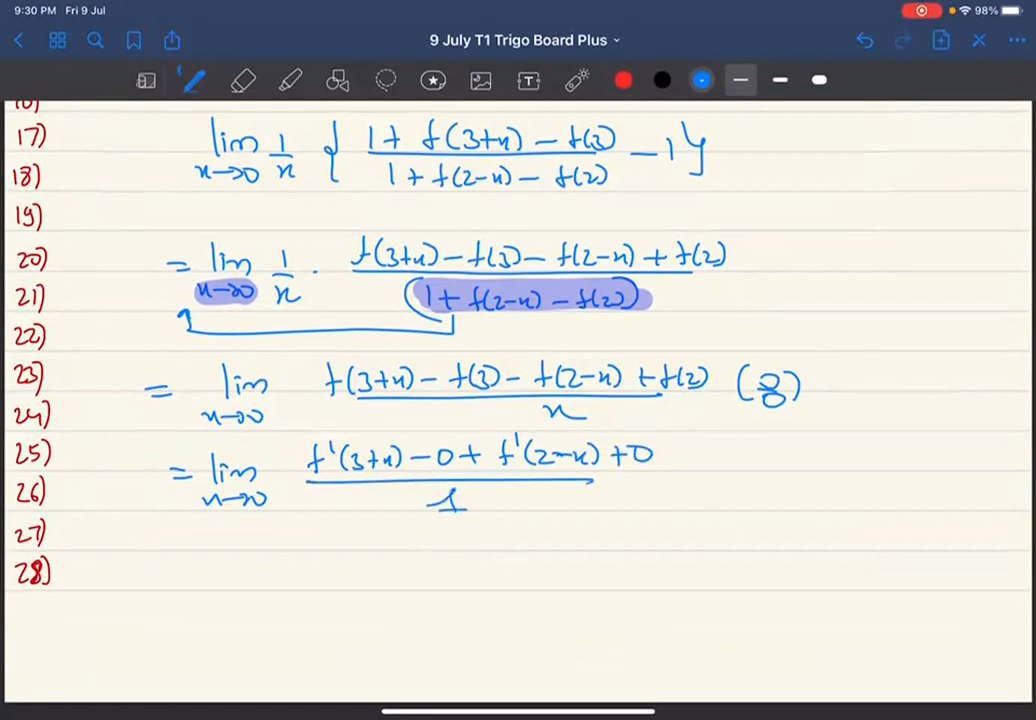 9:30 PM Fri 9 Jul
98%
9 July T1 Trigo Board Plus
16)
17)
18)
19)
20)
21)
22)
23)
24)
25)
26)
27)
28)
lim x→0 1/x { (1 + f(3+x) − f(3)) / (1 + f(2−x) − f(2)) − 1 }
= lim x→0 1/x · (f(3+x) − f(3) − f(2−x) + f(2)) / (1 + f(2−x) − f(2))
= lim x→0 (f(3+x) − f(3) − f(2−x) + f(2)) / x (0/0)
= lim x→0 (f'(3+x) − 0 + f'(2−x) + 0) / 1